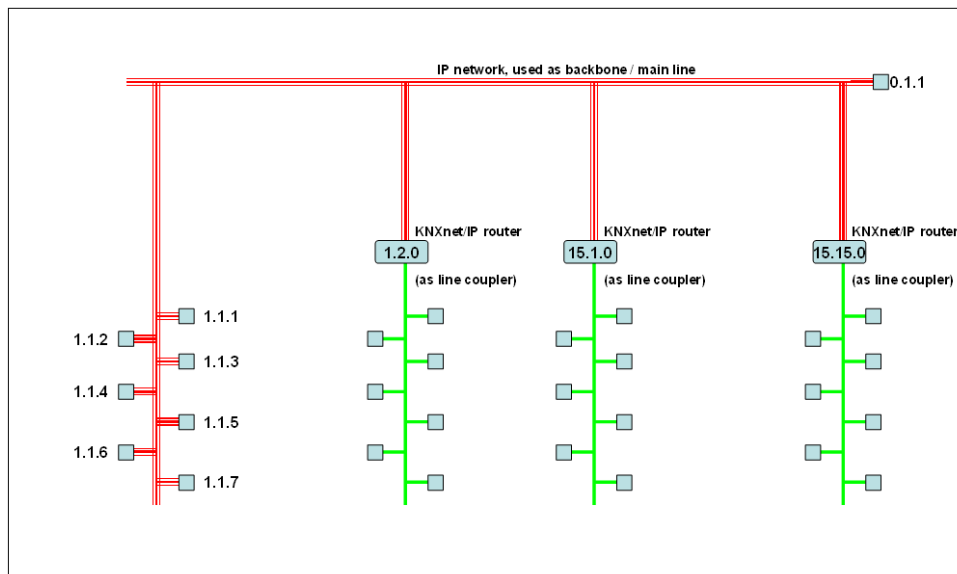 IP network, used as backbone / main line
0.1.1
KNXnet/IP router
KNXnet/IP router
KNXnet/IP router
1.2.0
15.1.0
15.15.0
(as line coupler)
(as line coupler)
(as line coupler)
1.1.1
1.1.2
1.1.3
1.1.4
1.1.5
1.1.6
1.1.7